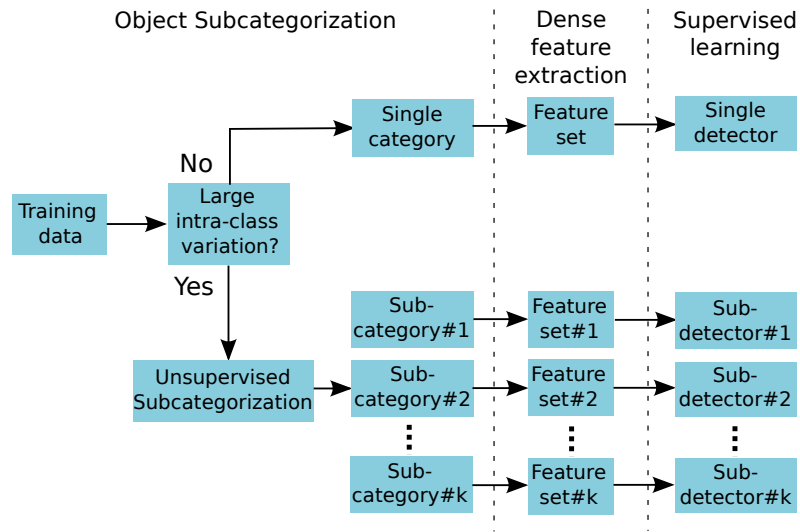 Object Subcategorization
Dense
feature
extraction
Supervised
learning
Single
category
Feature
set
Single
detector
No
Training
data
Large
intra-class
variation?
Yes
Sub-
category#1
Feature
set#1
Sub-
detector#1
Unsupervised
Subcategorization
Sub-
category#2
Feature
set#2
Sub-
detector#2
Sub-
category#k
Feature
set#k
Sub-
detector#k